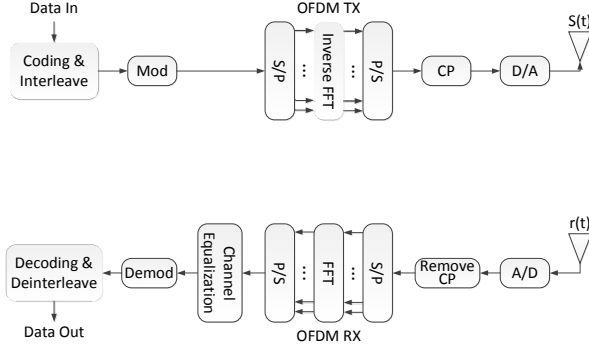 Data In
OFDM TX
S(t)
Coding &
Interleave
Mod
S/P
...
Inverse FFT
...
P/S
CP
D/A
r(t)
Decoding &
Deinterleave
Demod
Channel
Equalization
P/S
...
FFT
...
S/P
Remove
CP
A/D
Data Out
OFDM RX